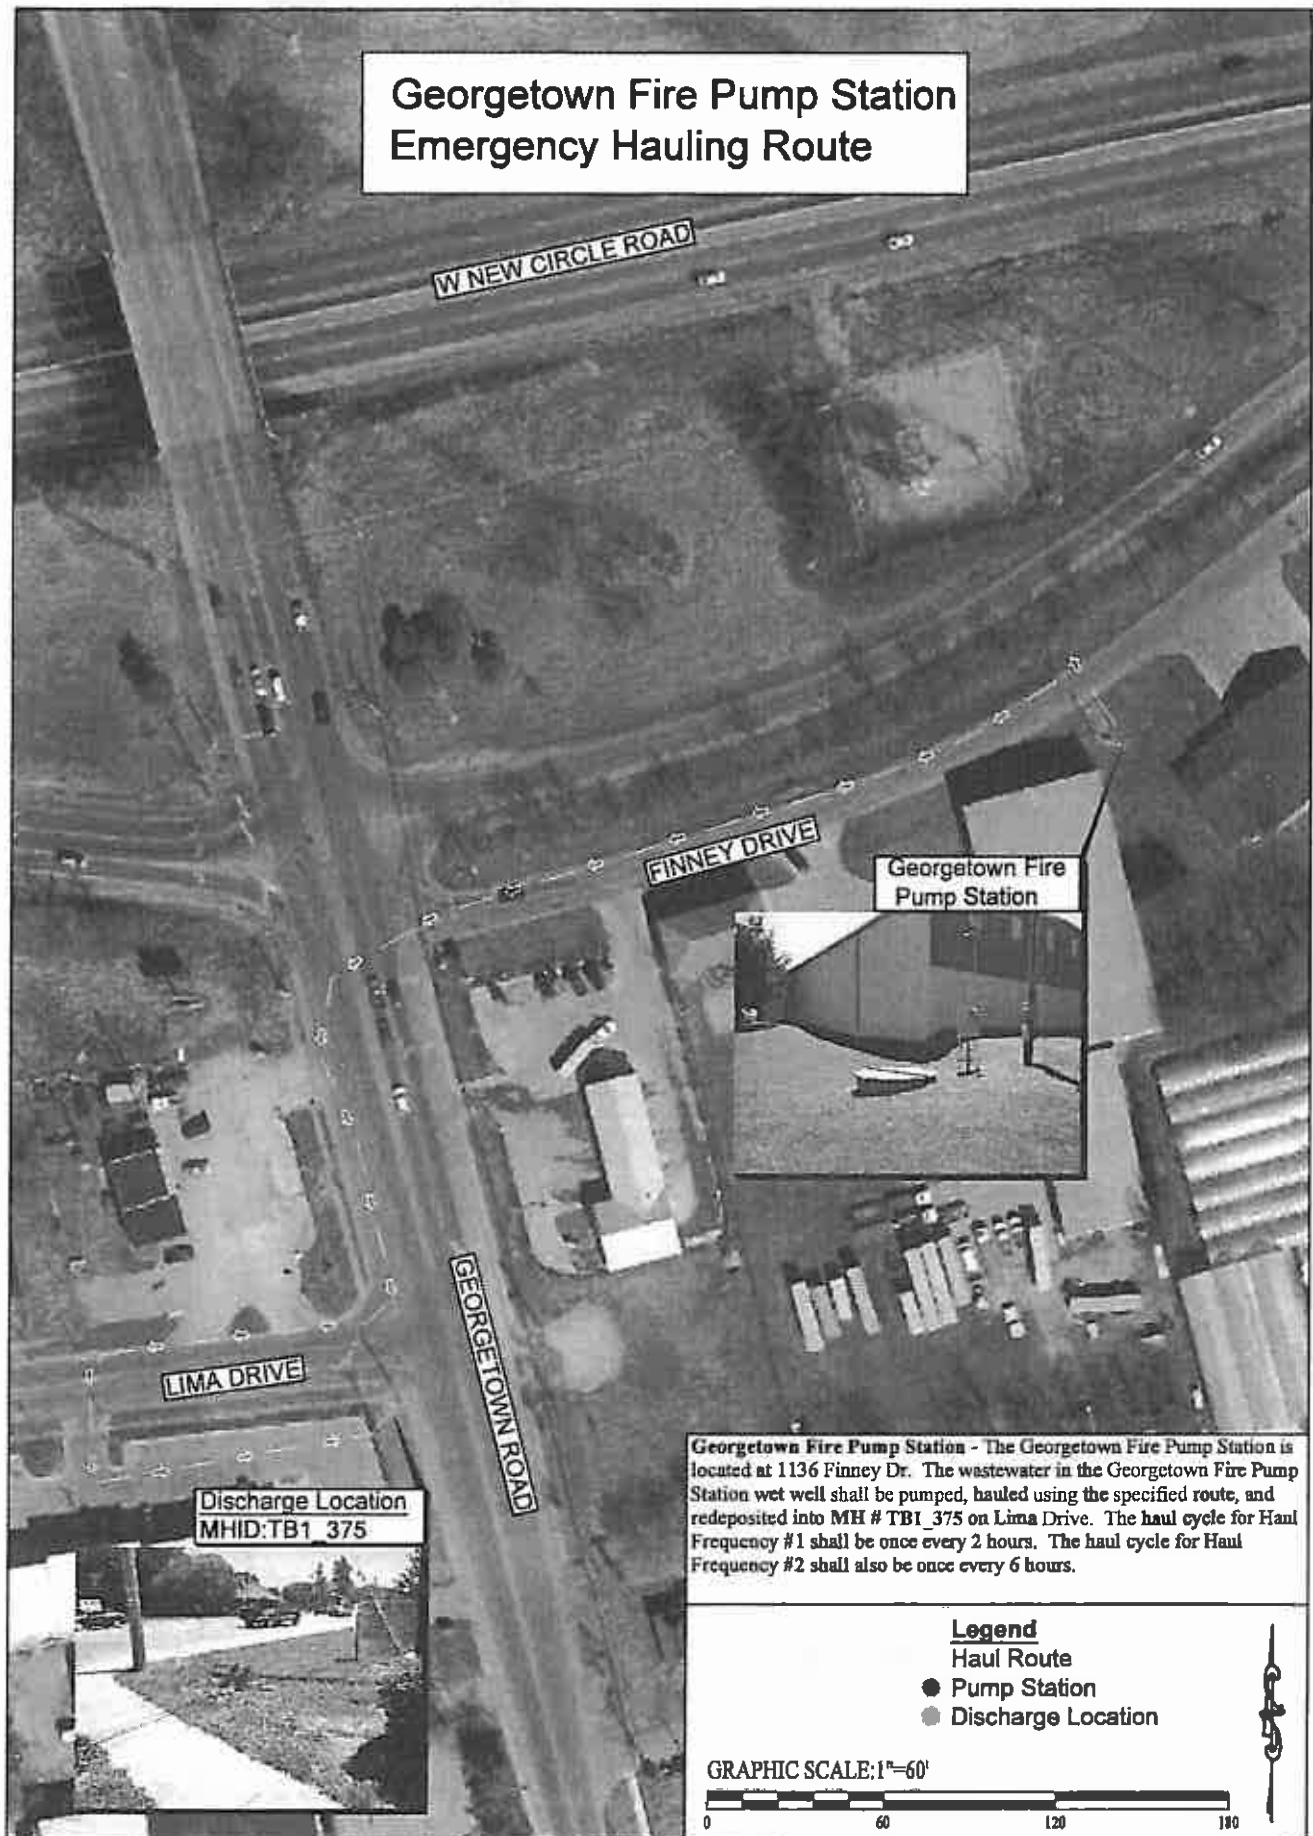 Georgetown Fire Pump Station
Emergency Hauling Route
W NEW CIRCLE ROAD
FINNEY DRIVE
Georgetown Fire
Pump Station
GEORGETOWN ROAD
LIMA DRIVE
Discharge Location
MHID:TB1_375
Georgetown Fire Pump Station - The Georgetown Fire Pump Station is
located at 1136 Finney Dr. The wastewater in the Georgetown Fire Pump
Station wet well shall be pumped, hauled using the specified route, and
redeposited into MH # TB1_375 on Lima Drive. The haul cycle for Haul
Frequency #1 shall be once every 2 hours. The haul cycle for Haul
Frequency #2 shall also be once every 6 hours.
Legend
Haul Route
Pump Station
Discharge Location
GRAPHIC SCALE:1"=60'
0 60 120